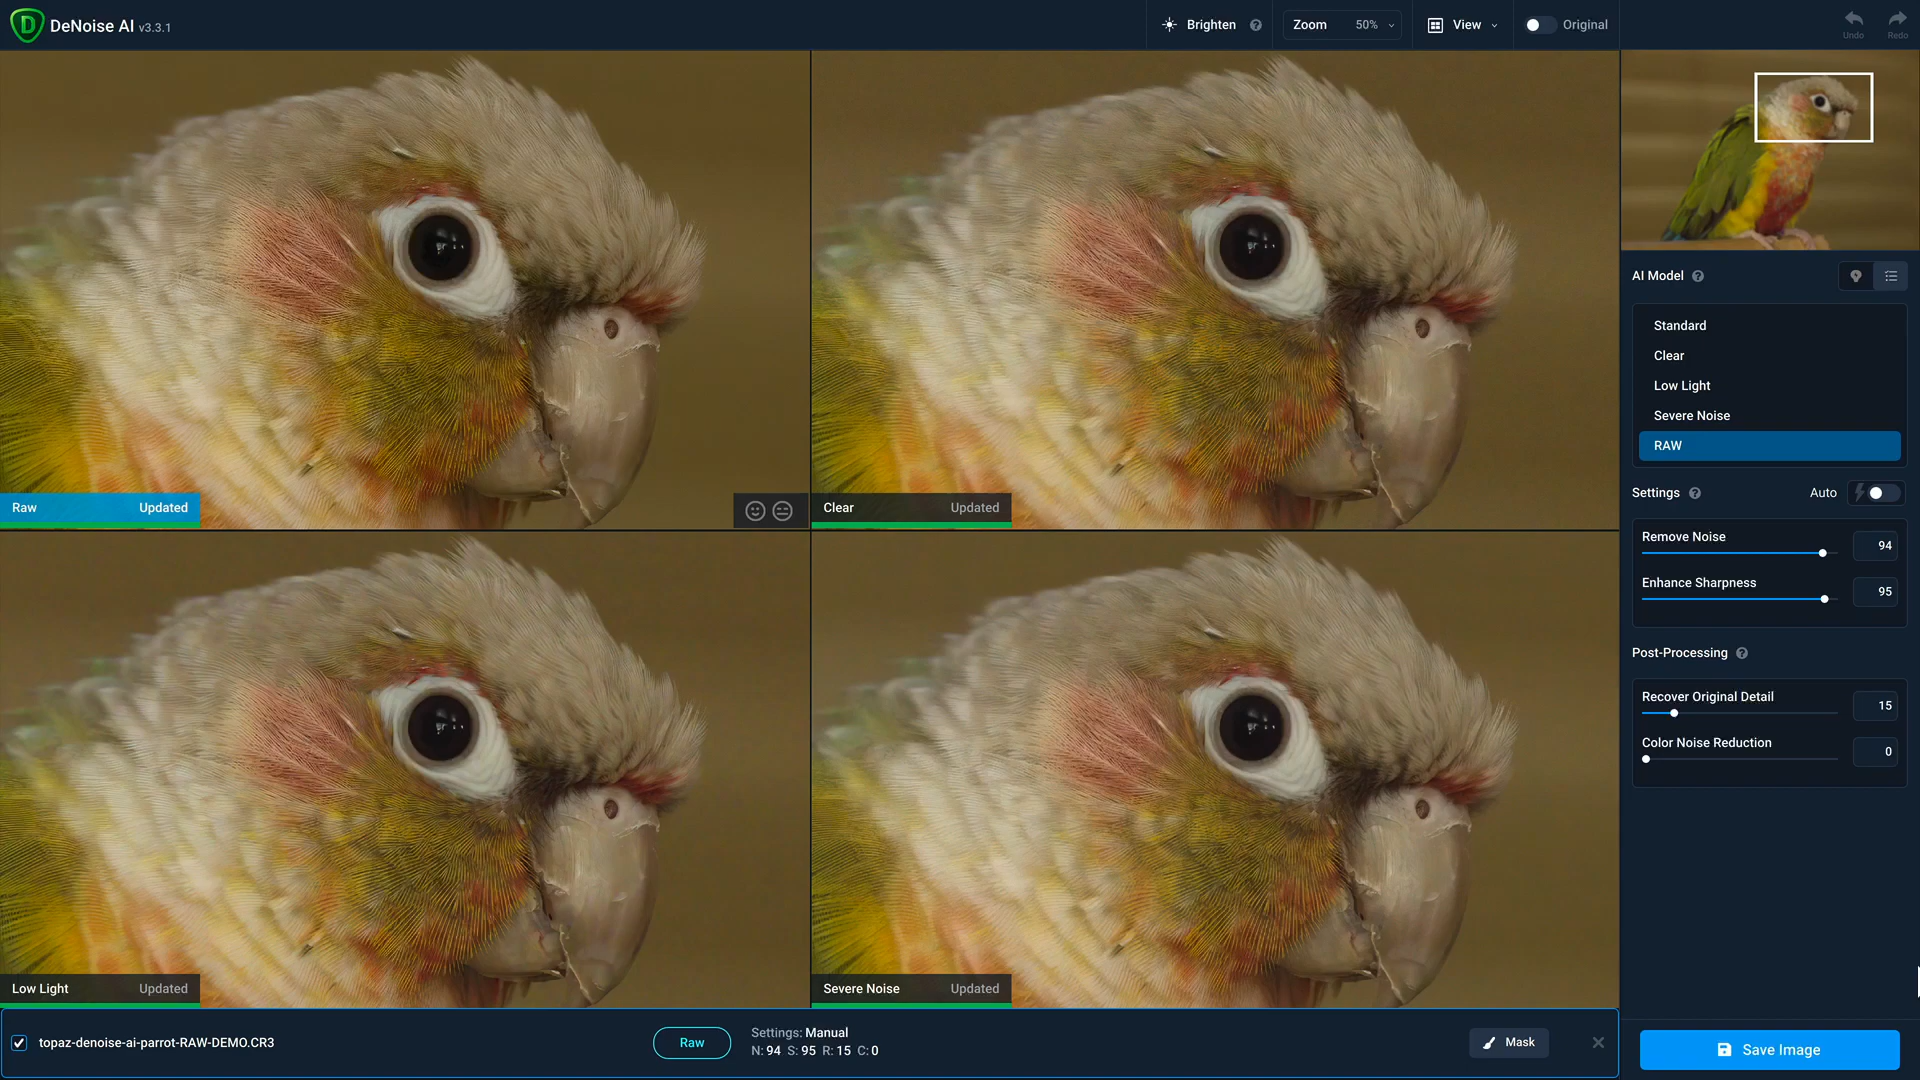 DeNoise AI v3.3.1
Brighten
Zoom 50%
View
Original
Undo
Redo
AI Model
Standard
Clear
Low Light
Severe Noise
RAW
Settings Auto
Remove Noise 94
Enhance Sharpness 95
Post-Processing
Recover Original Detail 15
Color Noise Reduction 0
Raw Updated
Clear Updated
Low Light Updated
Severe Noise Updated
topaz-denoise-ai-parrot-RAW-DEMO.CR3
Raw
Settings: Manual
N: 94 S: 95 R: 15 C: 0
Mask
Save Image